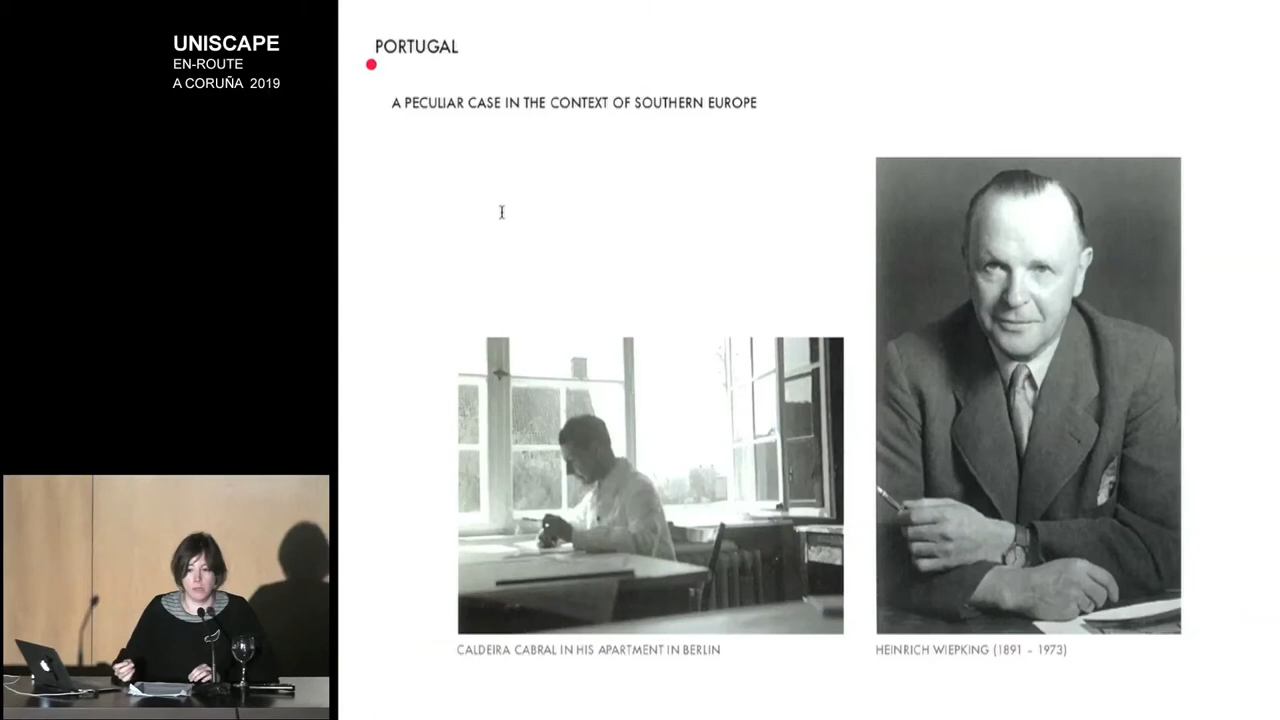 UNISCAPE
EN-ROUTE
A CORUÑA 2019
PORTUGAL
A PECULIAR CASE IN THE CONTEXT OF SOUTHERN EUROPE
CALDEIRA CABRAL IN HIS APARTMENT IN BERLIN
HEINRICH WIEPKING (1891 – 1973)